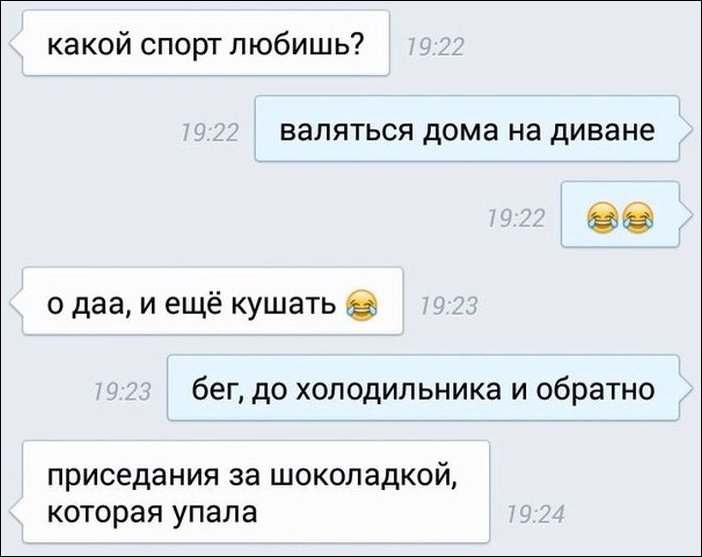 какой спорт любишь? 19:22
19:22 валяться дома на диване
19:22 😂😂
о даа, и ещё кушать 😂 19:23
19:23 бег, до холодильника и обратно
приседания за шоколадкой,
которая упала 19:24